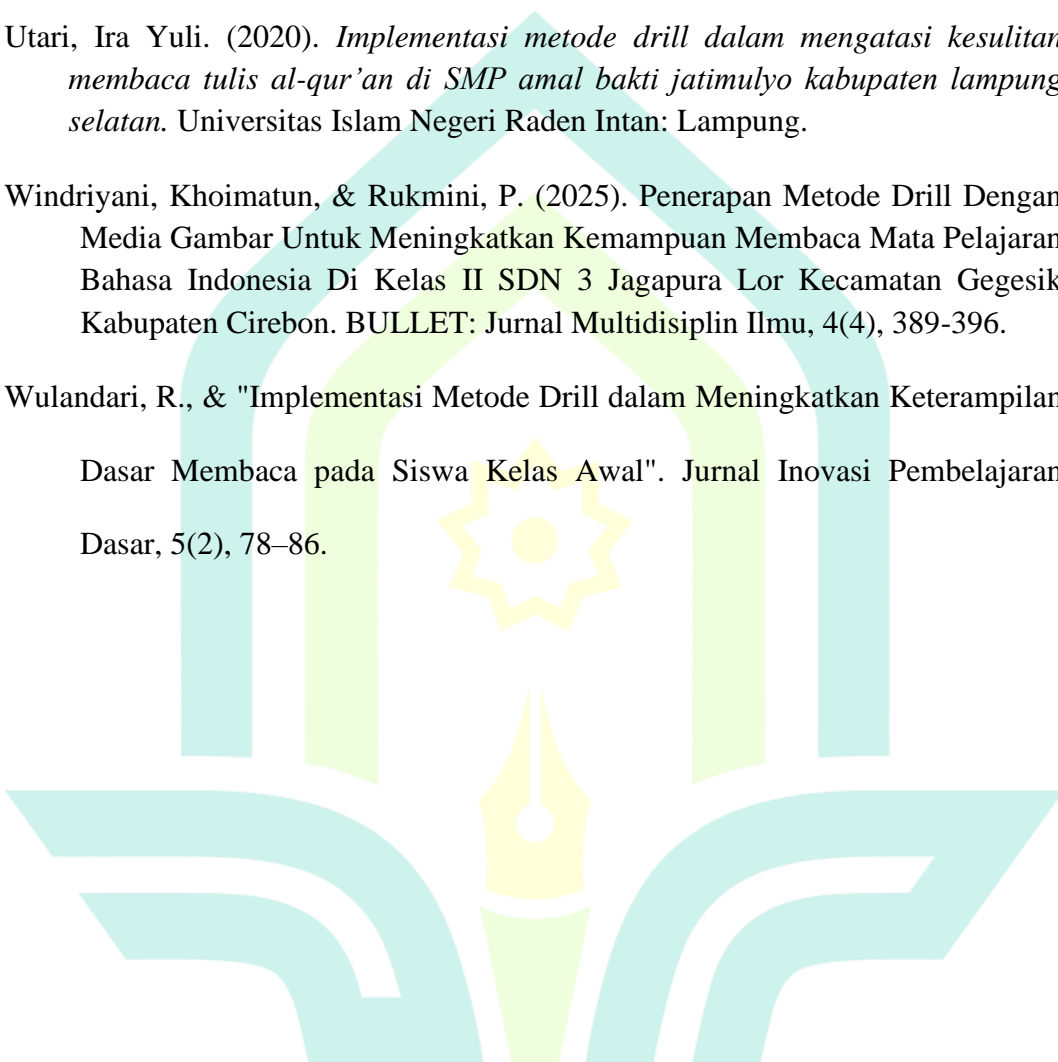 Utari, Ira Yuli. (2020). Implementasi metode drill dalam mengatasi kesulitan
membaca tulis al-qur’an di SMP amal bakti jatimulyo kabupaten lampung
selatan. Universitas Islam Negeri Raden Intan: Lampung.
Windriyani, Khoimatun, & Rukmini, P. (2025). Penerapan Metode Drill Dengan
Media Gambar Untuk Meningkatkan Kemampuan Membaca Mata Pelajaran
Bahasa Indonesia Di Kelas II SDN 3 Jagapura Lor Kecamatan Gegesik
Kabupaten Cirebon. BULLET: Jurnal Multidisiplin Ilmu, 4(4), 389-396.
Wulandari, R., & "Implementasi Metode Drill dalam Meningkatkan Keterampilan
Dasar Membaca pada Siswa Kelas Awal". Jurnal Inovasi Pembelajaran
Dasar, 5(2), 78–86.